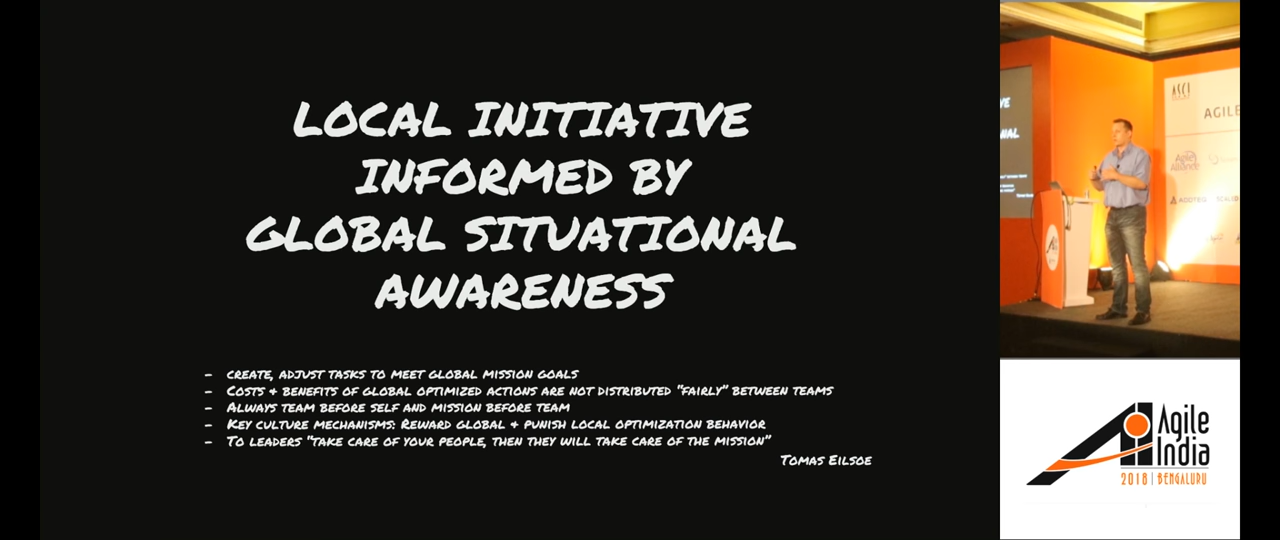 LOCAL INITIATIVE
INFORMED BY
GLOBAL SITUATIONAL
AWARENESS
- CREATE, ADJUST TASKS TO MEET GLOBAL MISSION GOALS
- COSTS & BENEFITS OF GLOBAL OPTIMIZED ACTIONS ARE NOT DISTRIBUTED "FAIRLY" BETWEEN TEAMS
- ALWAYS TEAM BEFORE SELF AND MISSION BEFORE TEAM
- KEY CULTURE MECHANISMS: REWARD GLOBAL & PUNISH LOCAL OPTIMIZATION BEHAVIOR
- TO LEADERS "TAKE CARE OF YOUR PEOPLE, THEN THEY WILL TAKE CARE OF THE MISSION"
TOMAS EILSOE
ASCI
AGILE
Agile
Alliance
Agile
India
2018 | BENGALURU